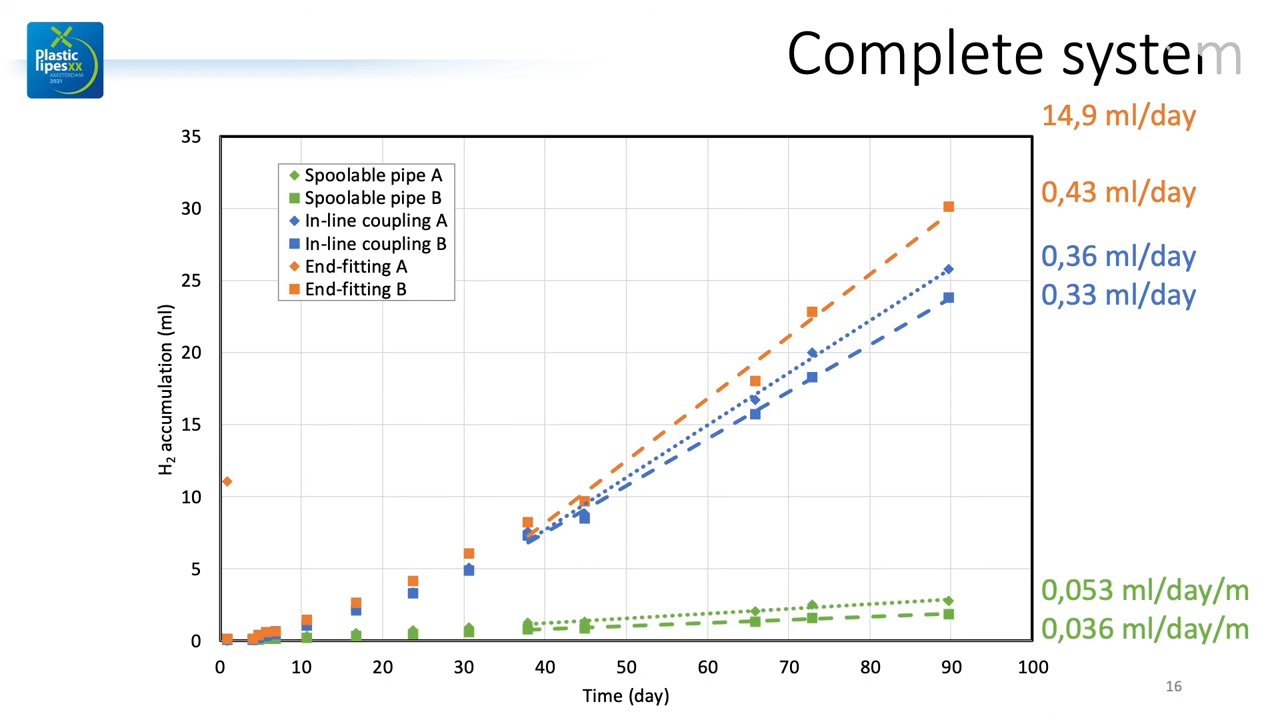 Plastic
Pipesxx
AMSTERDAM
2021
Complete system
14,9 ml/day
0,43 ml/day
0,36 ml/day
0,33 ml/day
0,053 ml/day/m
0,036 ml/day/m
35
30
25
20
15
10
5
0
H2 accumulation (ml)
Spoolable pipe A
Spoolable pipe B
In-line coupling A
In-line coupling B
End-fitting A
End-fitting B
0 10 20 30 40 50 60 70 80 90 100
Time (day)
16